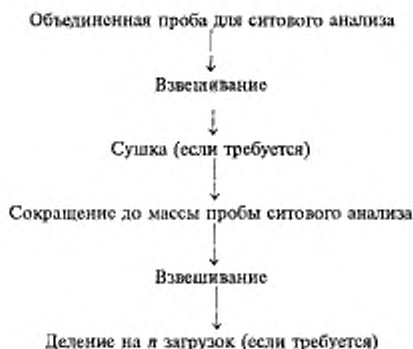 Объединенная проба для ситового анализа
Взвешивание
Сушка (если требуется)
Сокращение до массы пробы ситового анализа
Взвешивание
Деление на n загрузок (если требуется)